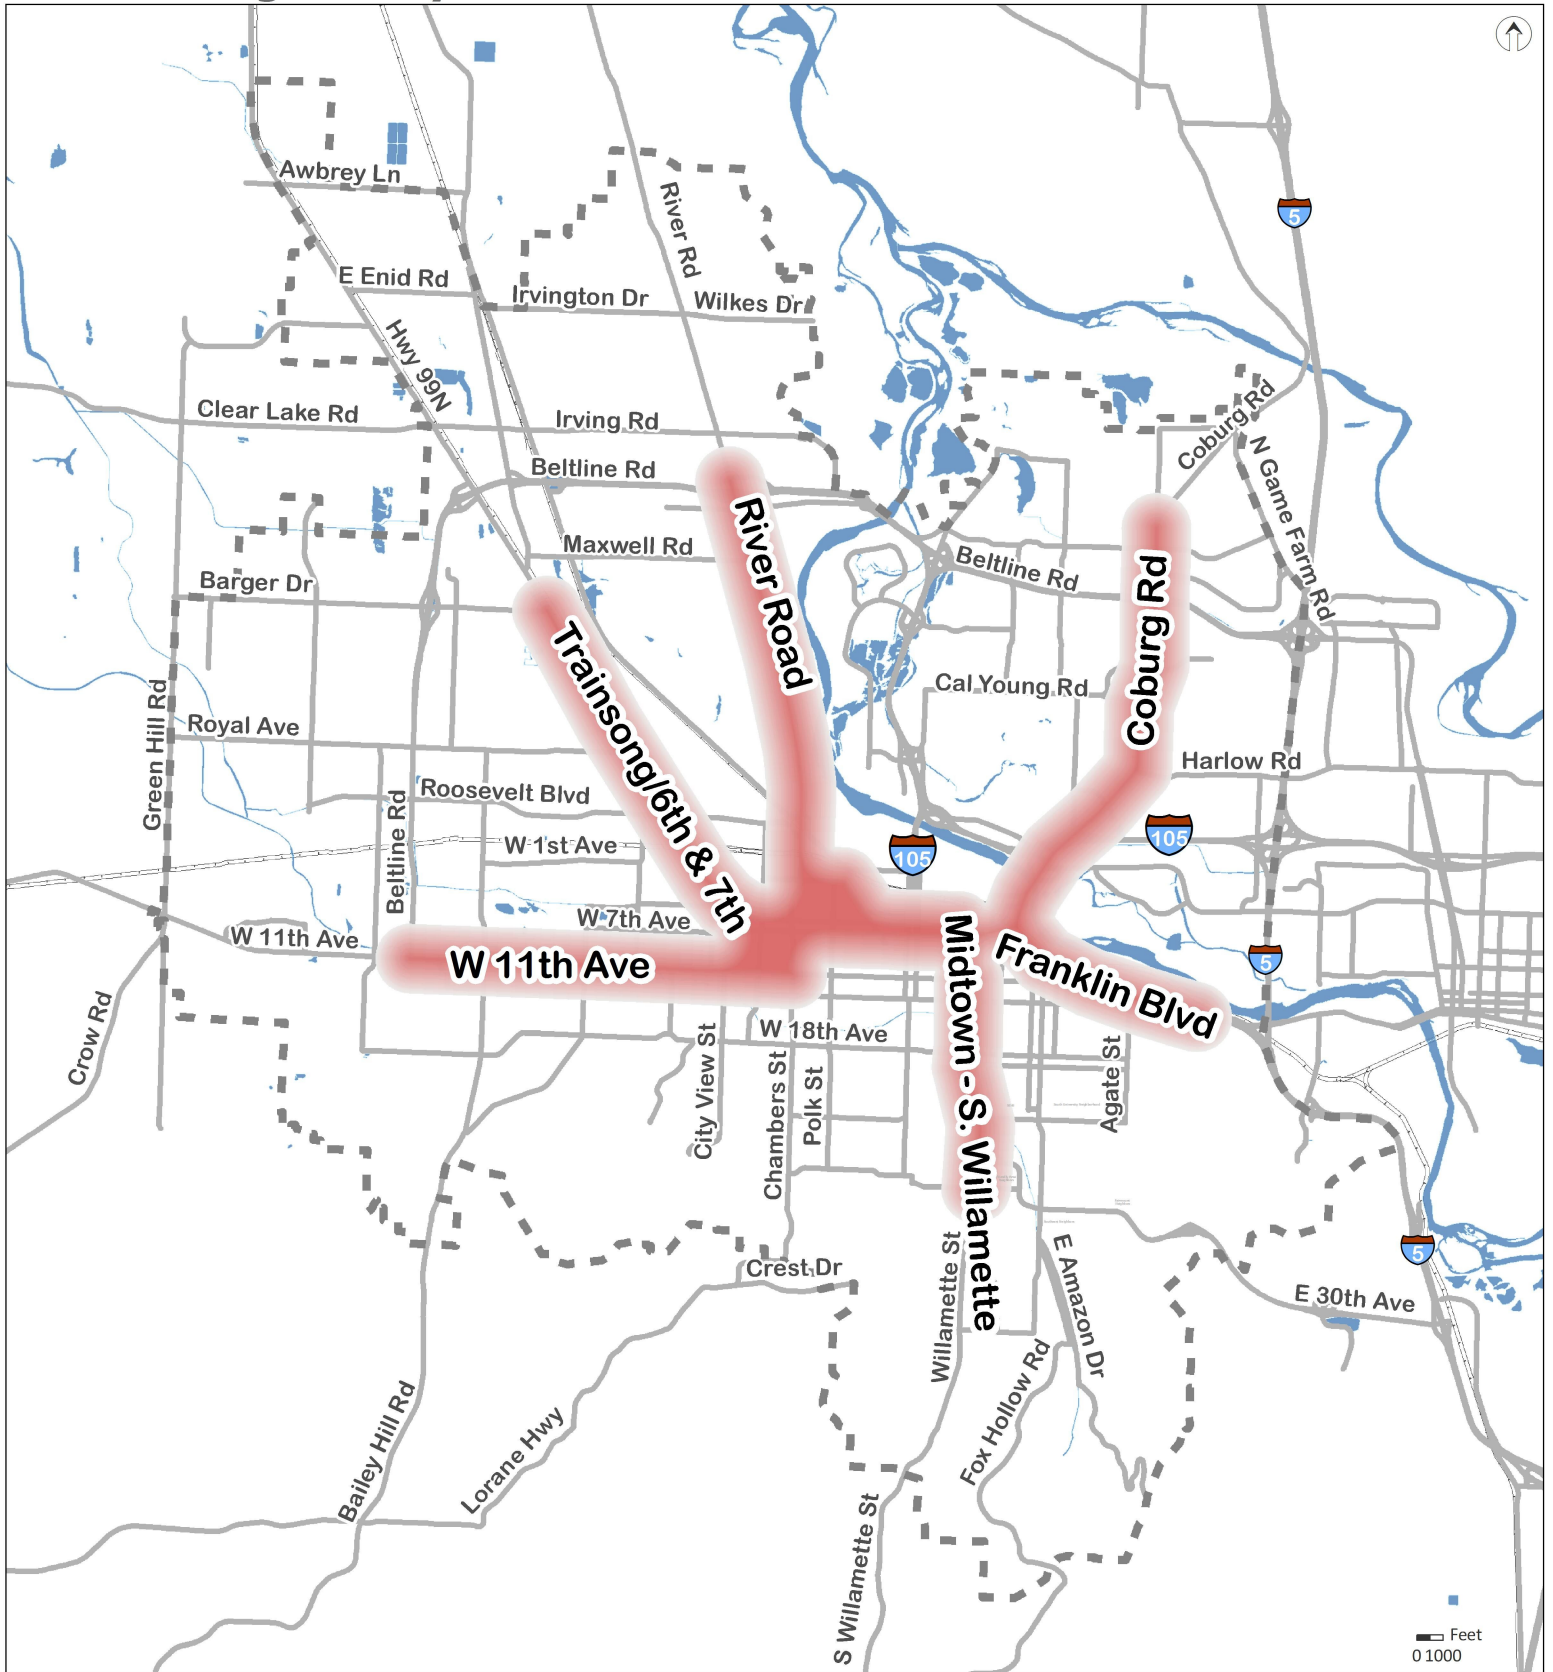 5
Awbrey Ln
River Rd
E Enid Rd
Irvington Dr
Wilkes Dr
Hwy 99N
Clear Lake Rd
Irving Rd
Coburg Rd
N Game Farm Rd
Beltline Rd
River Road
Maxwell Rd
Beltline Rd
Barger Dr
Coburg Rd
Trainsong/6th & 7th
Cal Young Rd
Green Hill Rd
Royal Ave
Harlow Rd
Roosevelt Blvd
Beltline Rd
W 1st Ave
105
105
W 7th Ave
W 11th Ave
W 11th Ave
Midtown - S. Willamette
Franklin Blvd
5
Crow Rd
W 18th Ave
City View St
Chambers St
Polk St
Agate St
Willamette St
E Amazon Dr
5
Crest Dr
E 30th Ave
Fox Hollow Rd
Bailey Hill Rd
Lorane Hwy
S Willamette St
Feet
0 1000